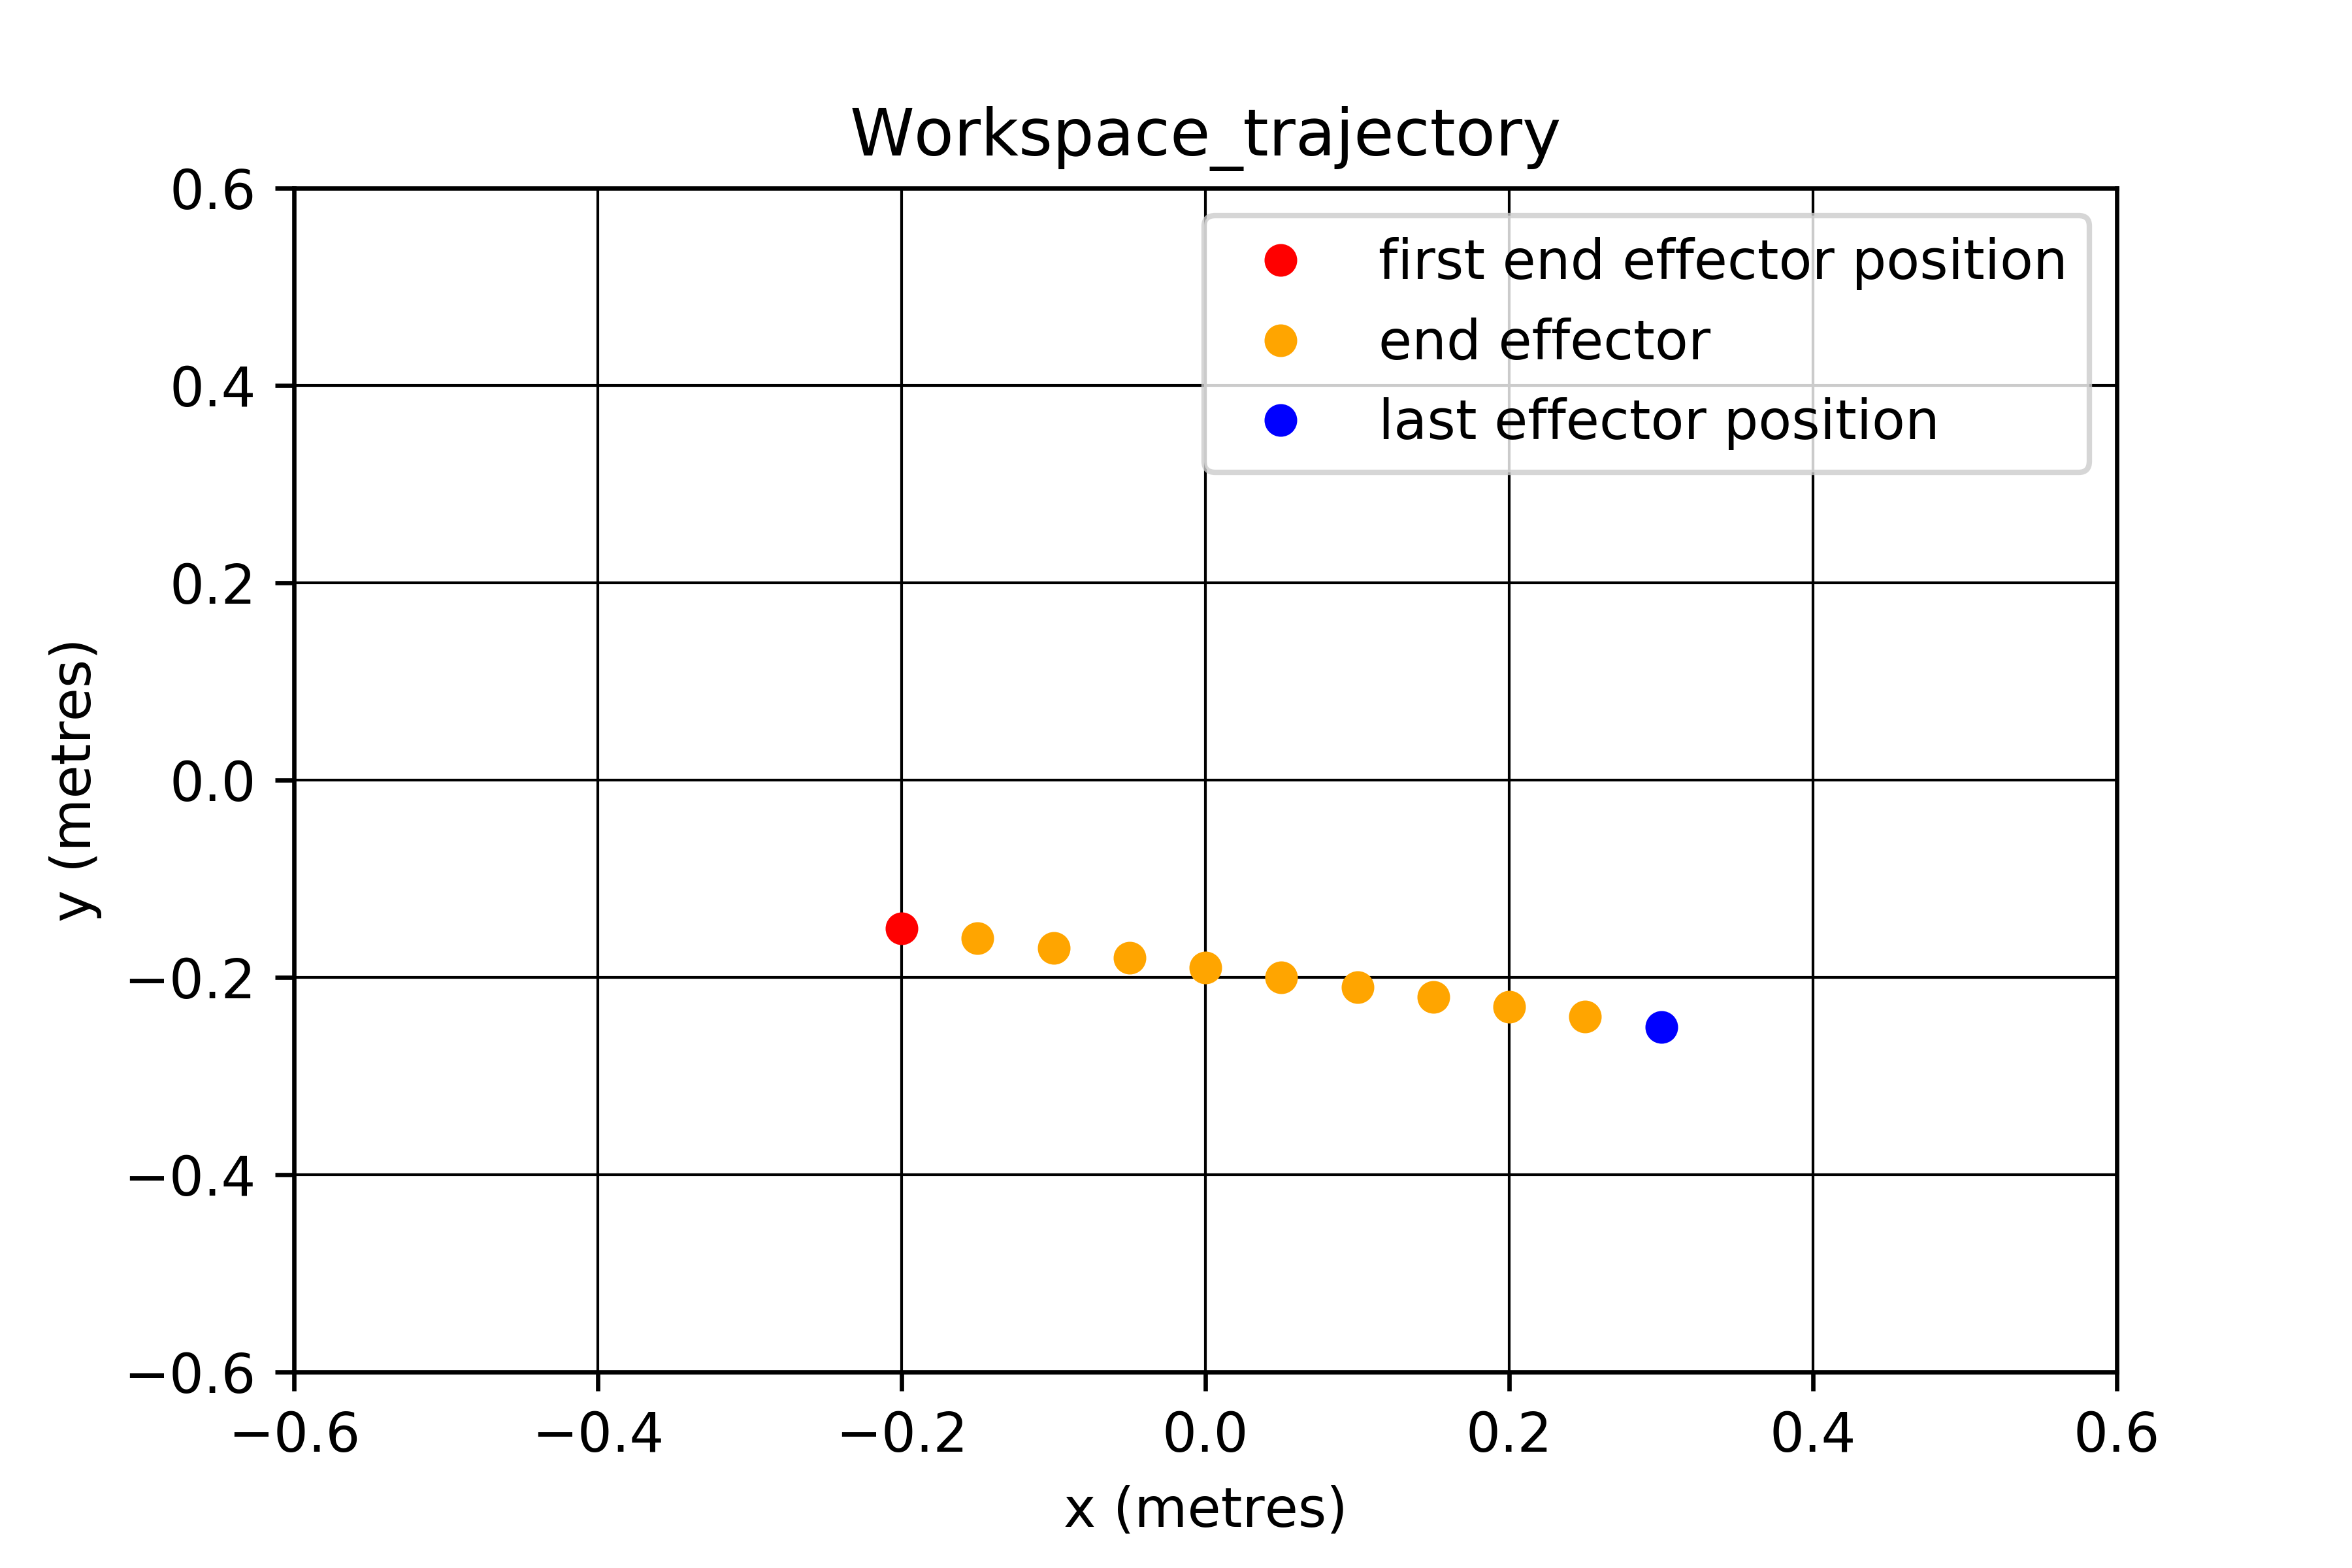 Workspace_trajectory
first end effector position
end effector
last effector position
0.6
0.4
0.2
0.0
−0.2
−0.4
−0.6
y (metres)
−0.6 −0.4 −0.2 0.0 0.2 0.4 0.6
x (metres)